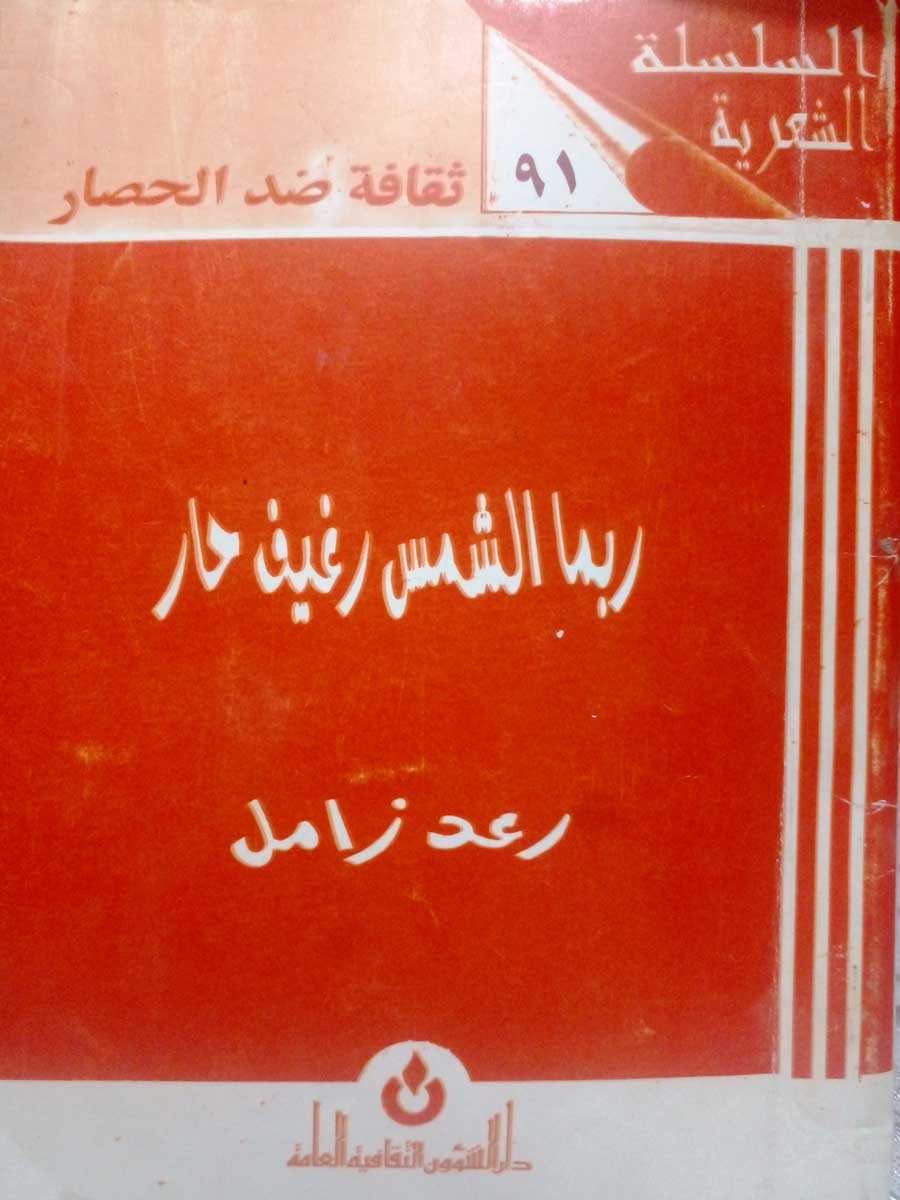 السلسلة
الشعرية
٩١
ثقافة ضد الحصار
ربما الشمس رغيف حار
رعد زامل
دار الشؤون الثقافية العامة